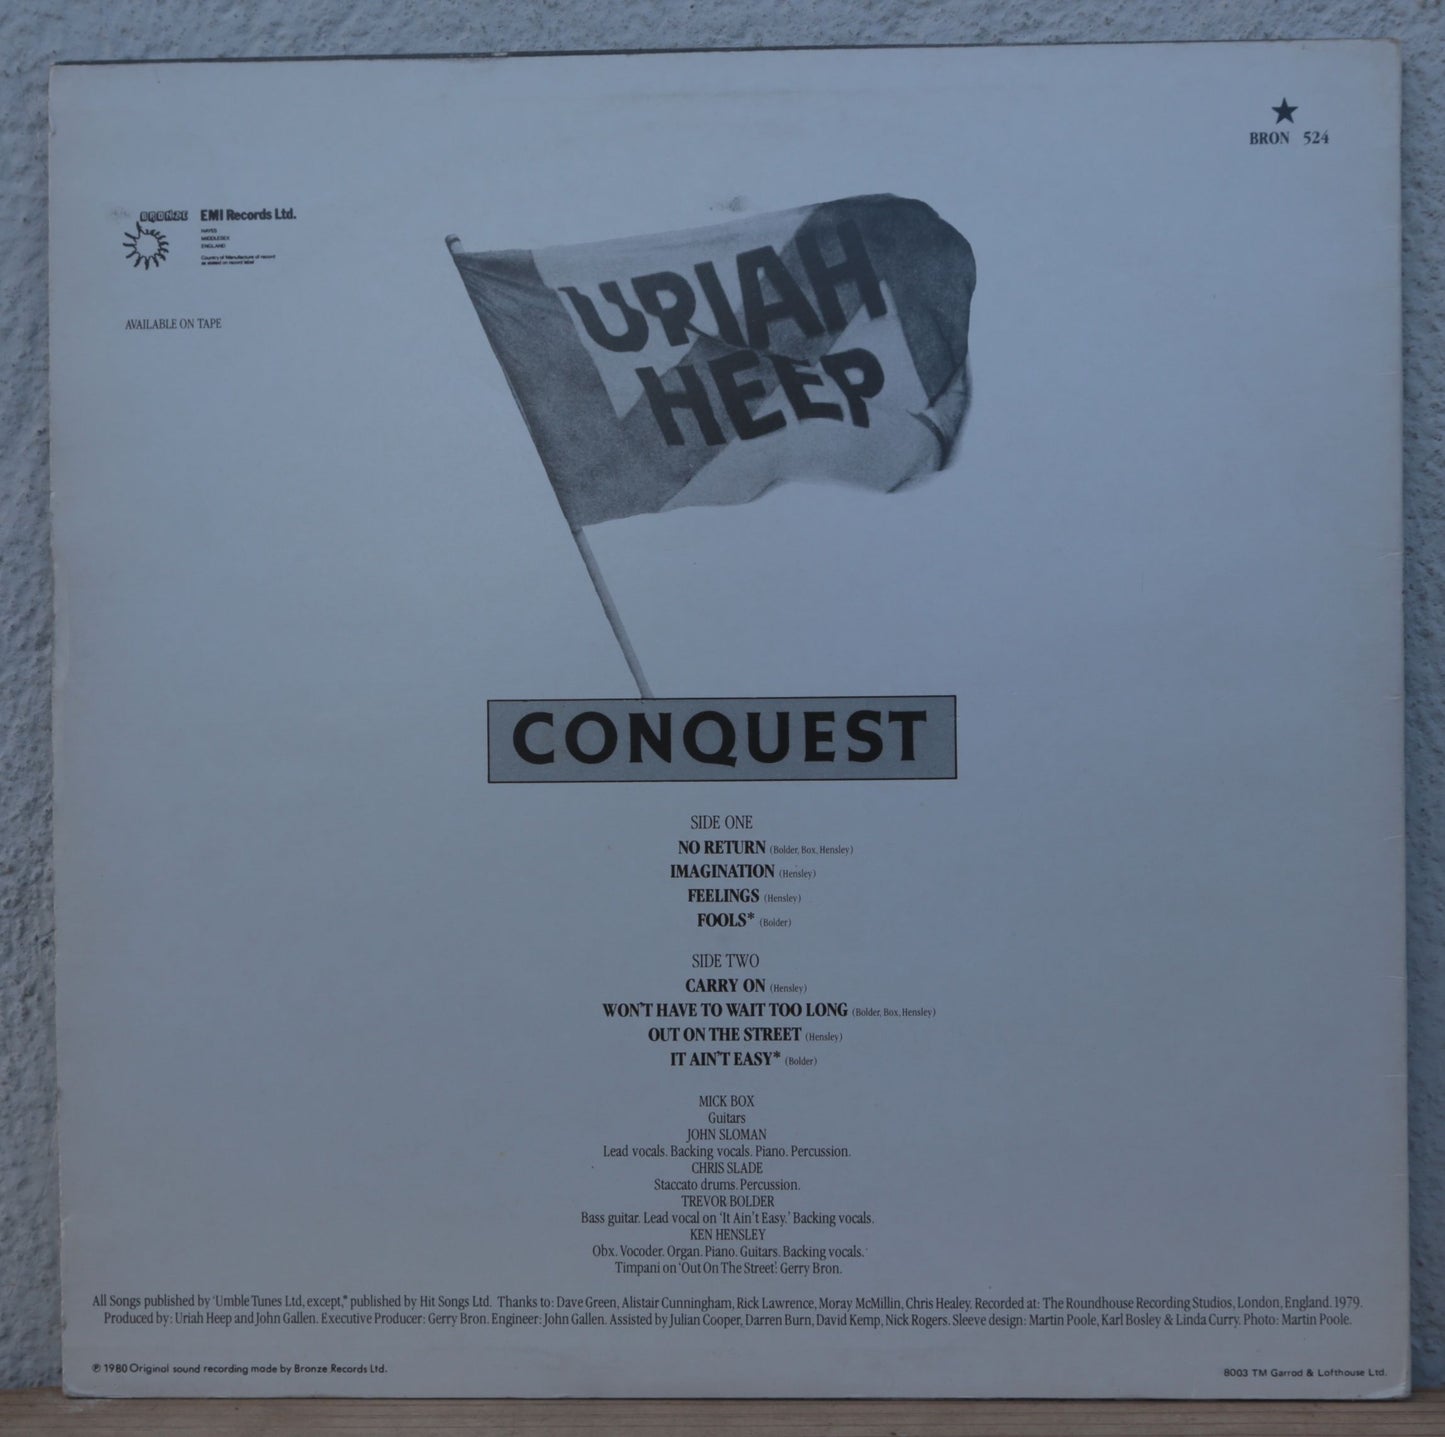 ★
BRON 524
BRONZE EMI Records Ltd.
HAYES
MIDDLESEX
ENGLAND
Country of Manufacture of record
as stated on record label
AVAILABLE ON TAPE
URIAH
HEEP
CONQUEST
SIDE ONE
NO RETURN (Bolder, Box, Hensley)
IMAGINATION (Hensley)
FEELINGS (Hensley)
FOOLS* (Bolder)
SIDE TWO
CARRY ON (Hensley)
WON'T HAVE TO WAIT TOO LONG (Bolder, Box, Hensley)
OUT ON THE STREET (Hensley)
IT AIN'T EASY* (Bolder)
MICK BOX
Guitars
JOHN SLOMAN
Lead vocals. Backing vocals. Piano. Percussion.
CHRIS SLADE
Staccato drums. Percussion.
TREVOR BOLDER
Bass guitar. Lead vocal on 'It Ain't Easy.' Backing vocals.
KEN HENSLEY
Obx. Vocoder. Organ. Piano. Guitars. Backing vocals.
Timpani on 'Out On The Street'. Gerry Bron.
All Songs published by 'Umble Tunes Ltd, except,* published by Hit Songs Ltd. Thanks to: Dave Green, Alistair Cunningham, Rick Lawrence, Moray McMillin, Chris Healey. Recorded at: The Roundhouse Recording Studios, London, England. 1979.
Produced by: Uriah Heep and John Gallen. Executive Producer: Gerry Bron. Engineer: John Gallen. Assisted by Julian Cooper, Darren Burn, David Kemp, Nick Rogers. Sleeve design: Martin Poole, Karl Bosley & Linda Curry. Photo: Martin Poole.
℗ 1980 Original sound recording made by Bronze Records Ltd.
8003 TM Garrod & Lofthouse Ltd.